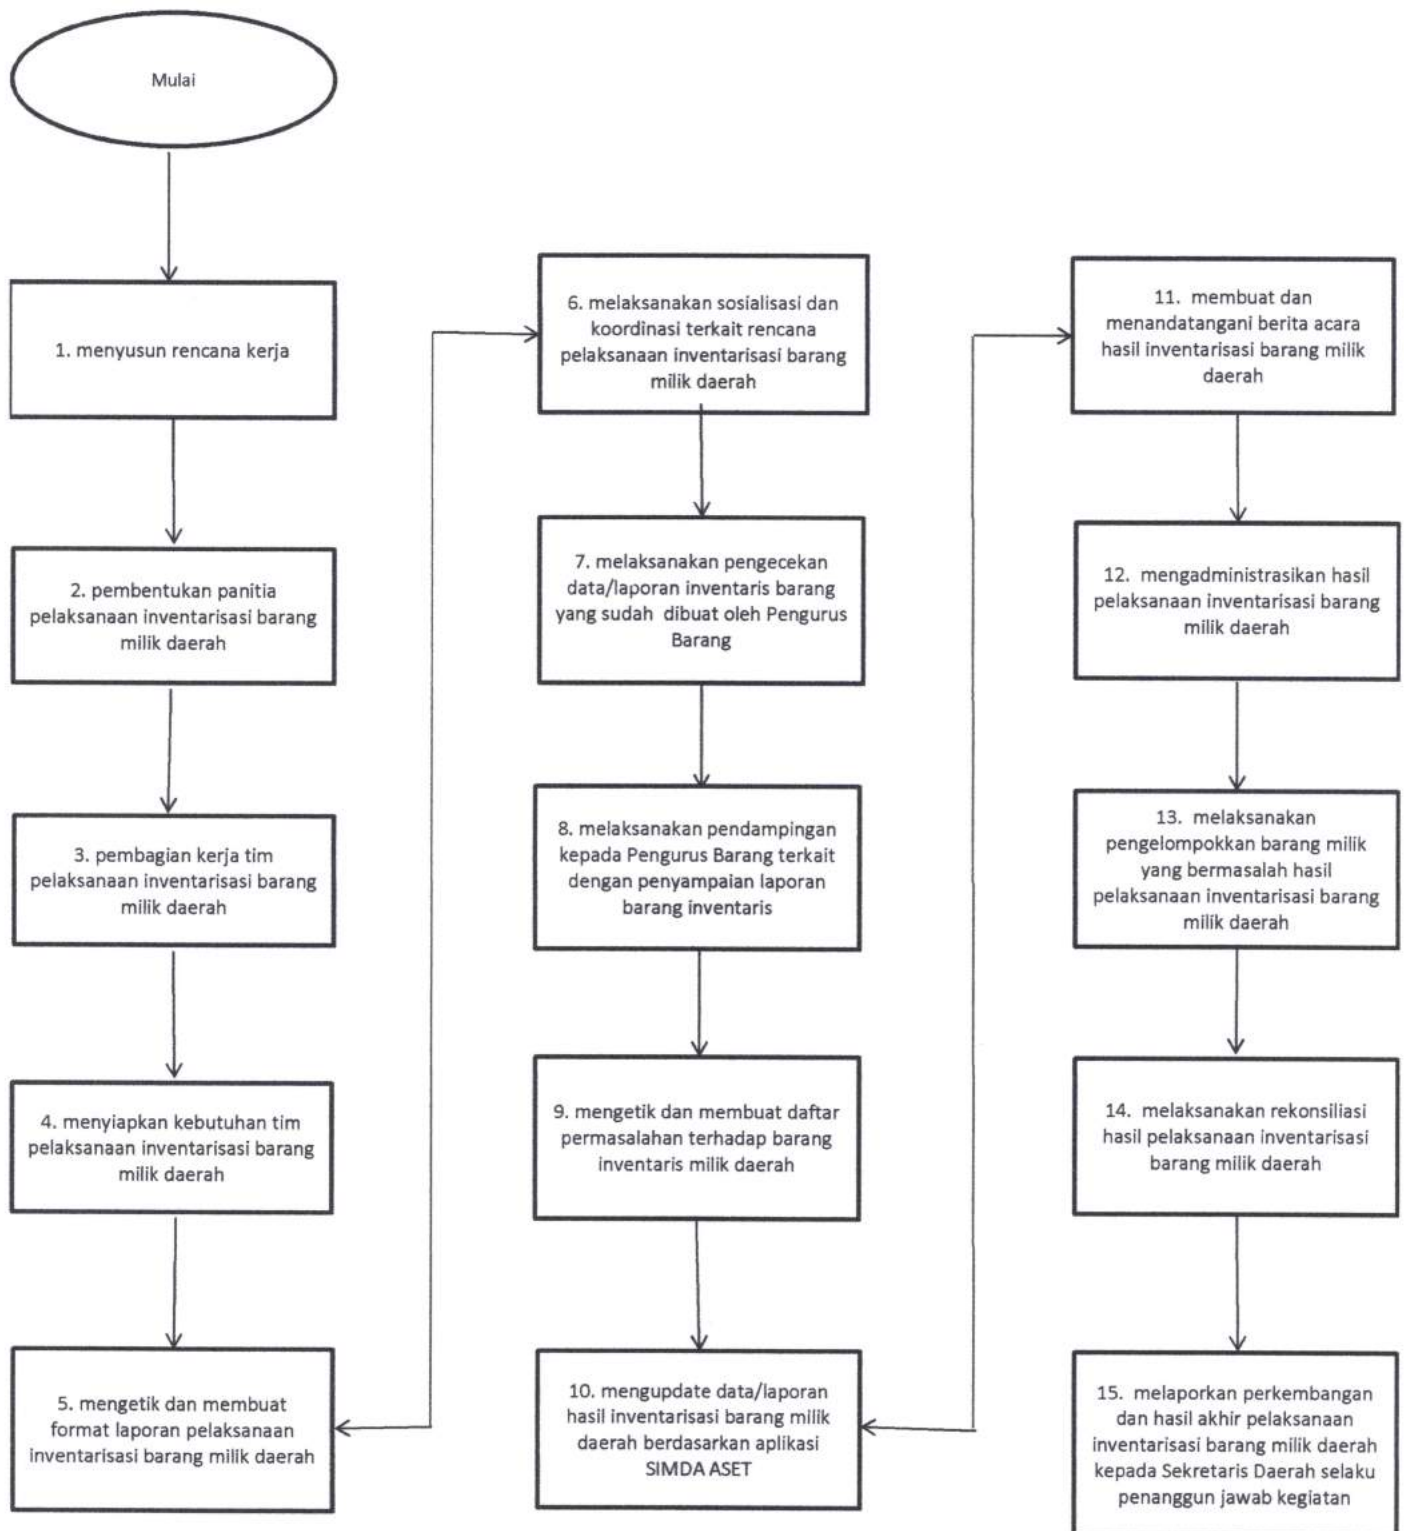 Mulai
1. menyusun rencana kerja
2. pembentukan panitia
pelaksanaan inventarisasi barang
milik daerah
3. pembagian kerja tim
pelaksanaan inventarisasi barang
milik daerah
4. menyiapkan kebutuhan tim
pelaksanaan inventarisasi barang
milik daerah
5. mengetik dan membuat
format laporan pelaksanaan
inventarisasi barang milik daerah
6. melaksanakan sosialisasi dan
koordinasi terkait rencana
pelaksanaan inventarisasi barang
milik daerah
7. melaksanakan pengecekan
data/laporan inventaris barang
yang sudah dibuat oleh Pengurus
Barang
8. melaksanakan pendampingan
kepada Pengurus Barang terkait
dengan penyampaian laporan
barang inventaris
9. mengetik dan membuat daftar
permasalahan terhadap barang
inventaris milik daerah
10. mengupdate data/laporan
hasil inventarisasi barang milik
daerah berdasarkan aplikasi
SIMDA ASET
11. membuat dan
menandatangani berita acara
hasil inventarisasi barang milik
daerah
12. mengadministrasikan hasil
pelaksanaan inventarisasi barang
milik daerah
13. melaksanakan
pengelompokkan barang milik
yang bermasalah hasil
pelaksanaan inventarisasi barang
milik daerah
14. melaksanakan rekonsiliasi
hasil pelaksanaan inventarisasi
barang milik daerah
15. melaporkan perkembangan
dan hasil akhir pelaksanaan
inventarisasi barang milik daerah
kepada Sekretaris Daerah selaku
penanggun jawab kegiatan